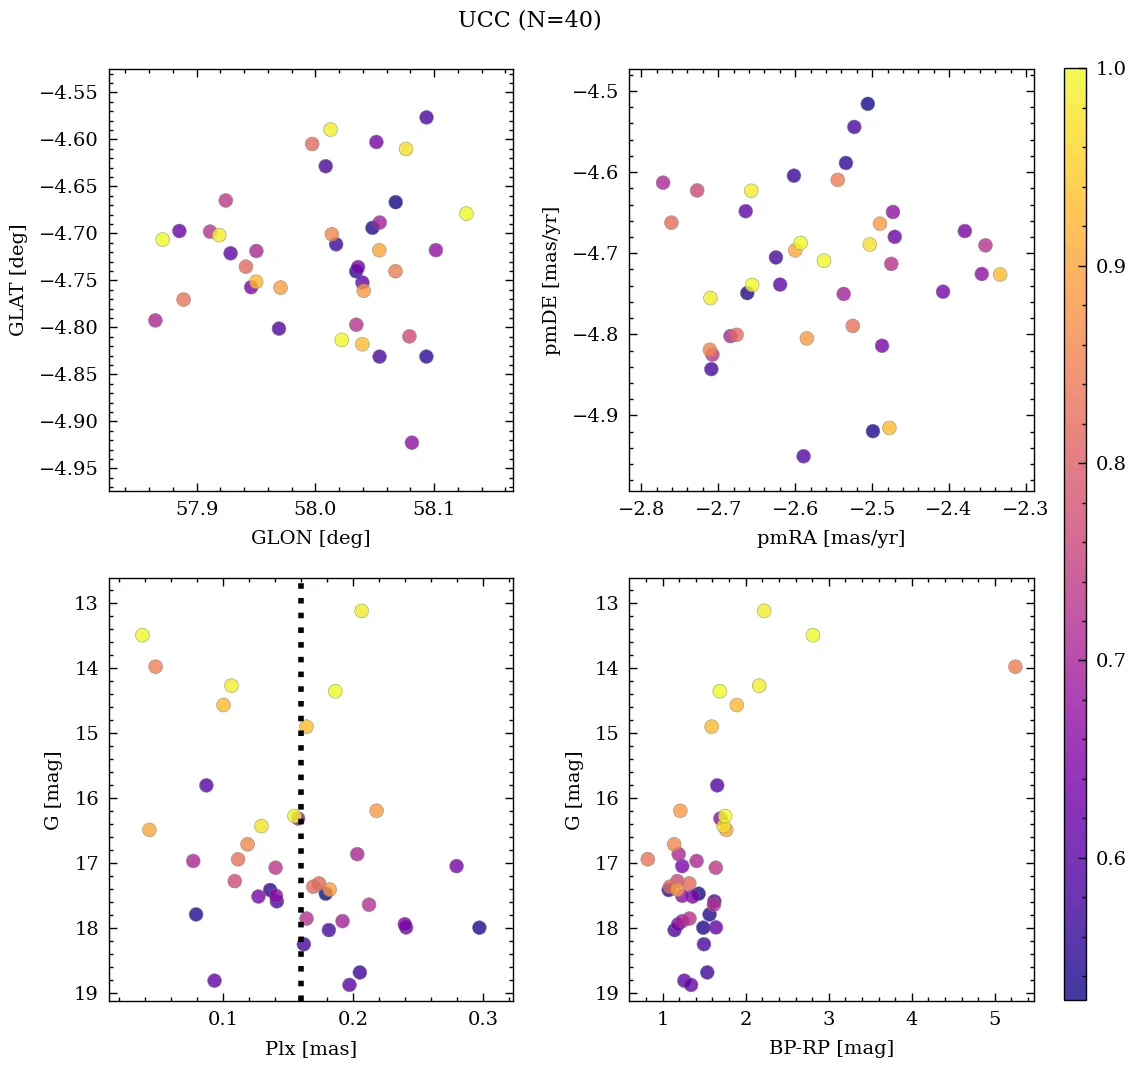 UCC (N=40)
−4.55
−4.60
−4.65
−4.70
−4.75
−4.80
−4.85
−4.90
−4.95
GLAT [deg]
57.9 58.0 58.1
GLON [deg]
−4.5
−4.6
−4.7
−4.8
−4.9
pmDE [mas/yr]
−2.8 −2.7 −2.6 −2.5 −2.4 −2.3
pmRA [mas/yr]
13
14
15
16
17
18
19
G [mag]
0.1 0.2 0.3
Plx [mas]
13
14
15
16
17
18
19
G [mag]
1 2 3 4 5
BP-RP [mag]
1.0
0.9
0.8
0.7
0.6